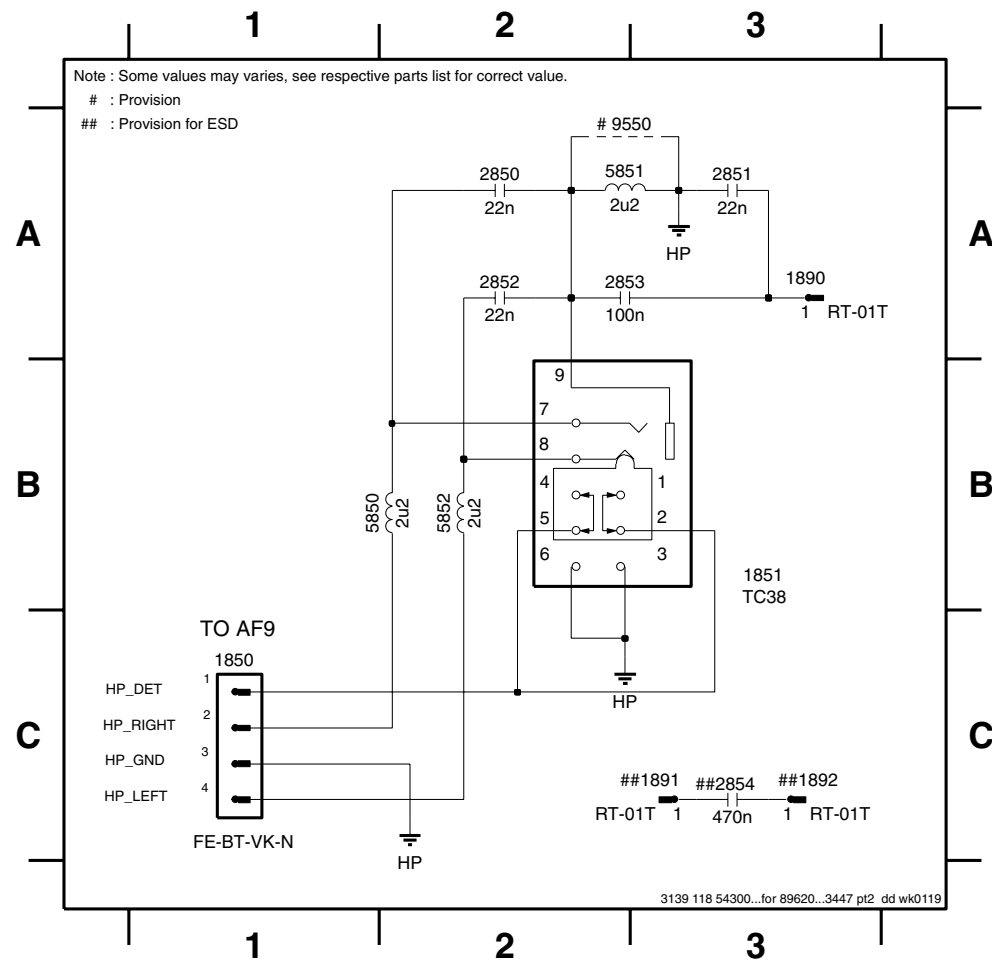 1 2 3
Note : Some values may varies, see respective parts list for correct value.
# : Provision
## : Provision for ESD
# 9550
2850 5851 2851
22n 2u2 22n
A A
HP
2852 2853 1890
22n 100n 1 RT-01T
9
7
8
4 1
B B
5850 2u2 5852 2u2
5 2
6 3
1851
TC38
TO AF9
1850
HP_DET 1
HP
HP_RIGHT 2
C C
HP_GND 3
##1891 ##2854 ##1892
HP_LEFT 4
RT-01T 1 470n 1 RT-01T
FE-BT-VK-N
HP
3139 118 54300...for 89620...3447 pt2 dd wk0119
1 2 3